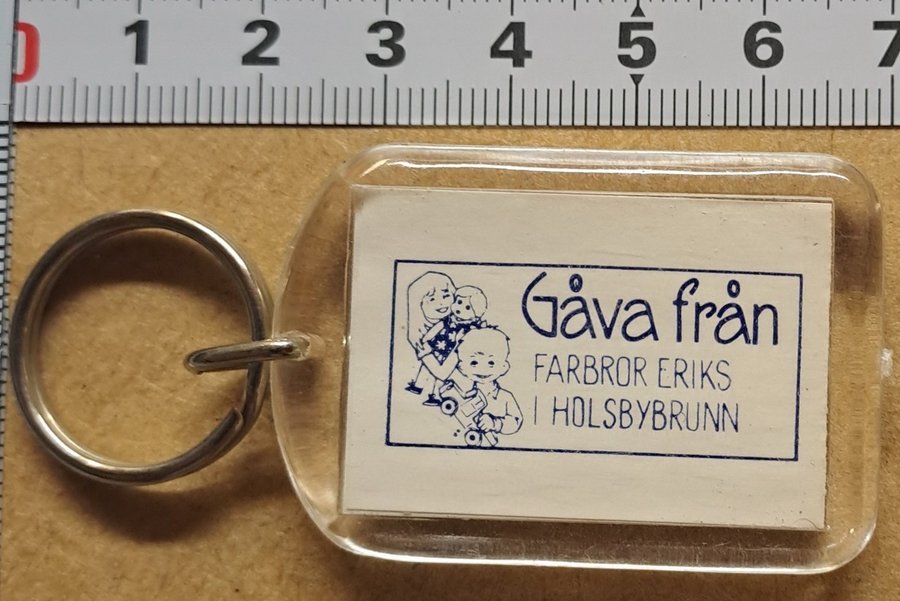 0 1 2 3 4 5 6 7
Gåva från
FARBROR ERIKS
I HOLSBYBRUNN